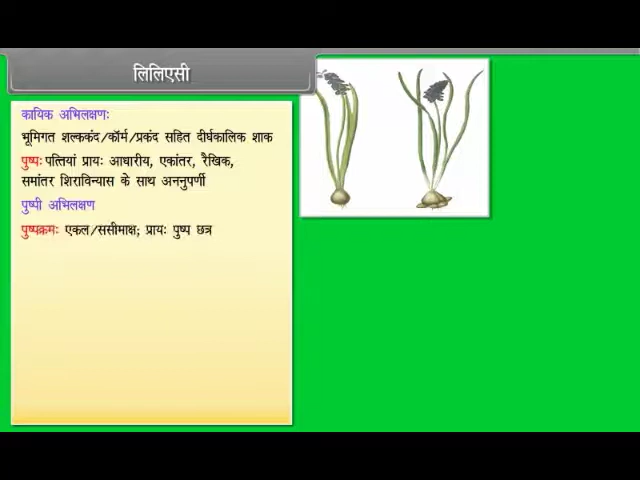 लिलिएसी
कायिक अभिलक्षणः
भूमिगत शल्ककंद/कॉर्म/प्रकंद सहित दीर्घकालिक शाक
पुष्पः पत्तियां प्रायः आधारीय, एकांतर, रैखिक,
समांतर शिराविन्यास के साथ अननुपर्णी
पुष्पी अभिलक्षण
पुष्पक्रमः एकल/ससीमाक्ष; प्रायः पुष्प छत्र